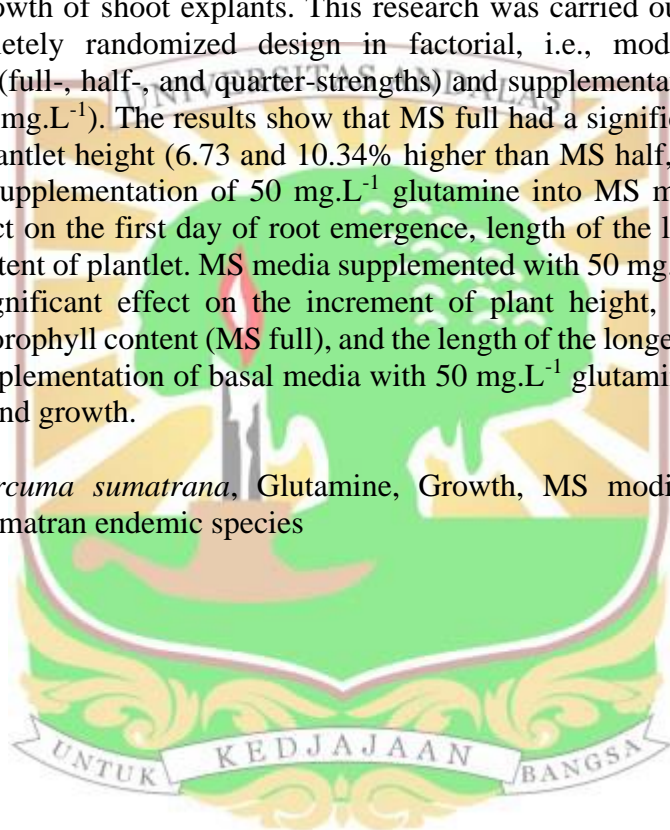 owth of shoot explants. This research was carried ou
letely randomized design in factorial, i.e., mod
(full-, half-, and quarter-strengths) and supplementa
mg.L-1). The results show that MS full had a signific
antlet height (6.73 and 10.34% higher than MS half,
upplementation of 50 mg.L-1 glutamine into MS m
ct on the first day of root emergence, length of the l
tent of plantlet. MS media supplemented with 50 mg.
gnificant effect on the increment of plant height,
orophyll content (MS full), and the length of the longe
plementation of basal media with 50 mg.L-1 glutami
nd growth.
rcuma sumatrana, Glutamine, Growth, MS modi
matran endemic species
UNIVERSITAS ANDALAS
UNTUK KEDJAJAAN BANGSA